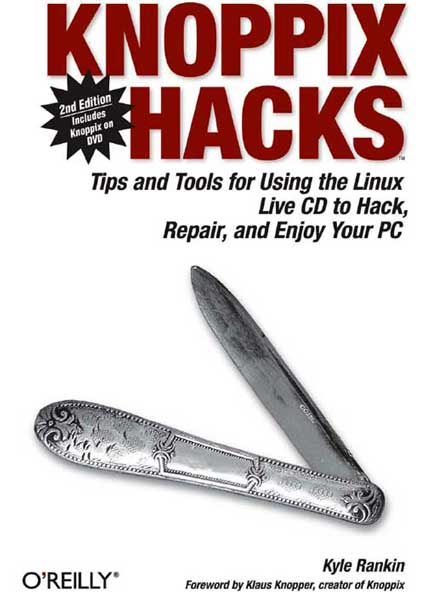 KNOPPIX
HACKS™
2nd Edition
Includes
Knoppix on
DVD
Tips and Tools for Using the Linux
Live CD to Hack,
Repair, and Enjoy Your PC
Kyle Rankin
O'REILLY®
Foreword by Klaus Knopper, creator of Knoppix